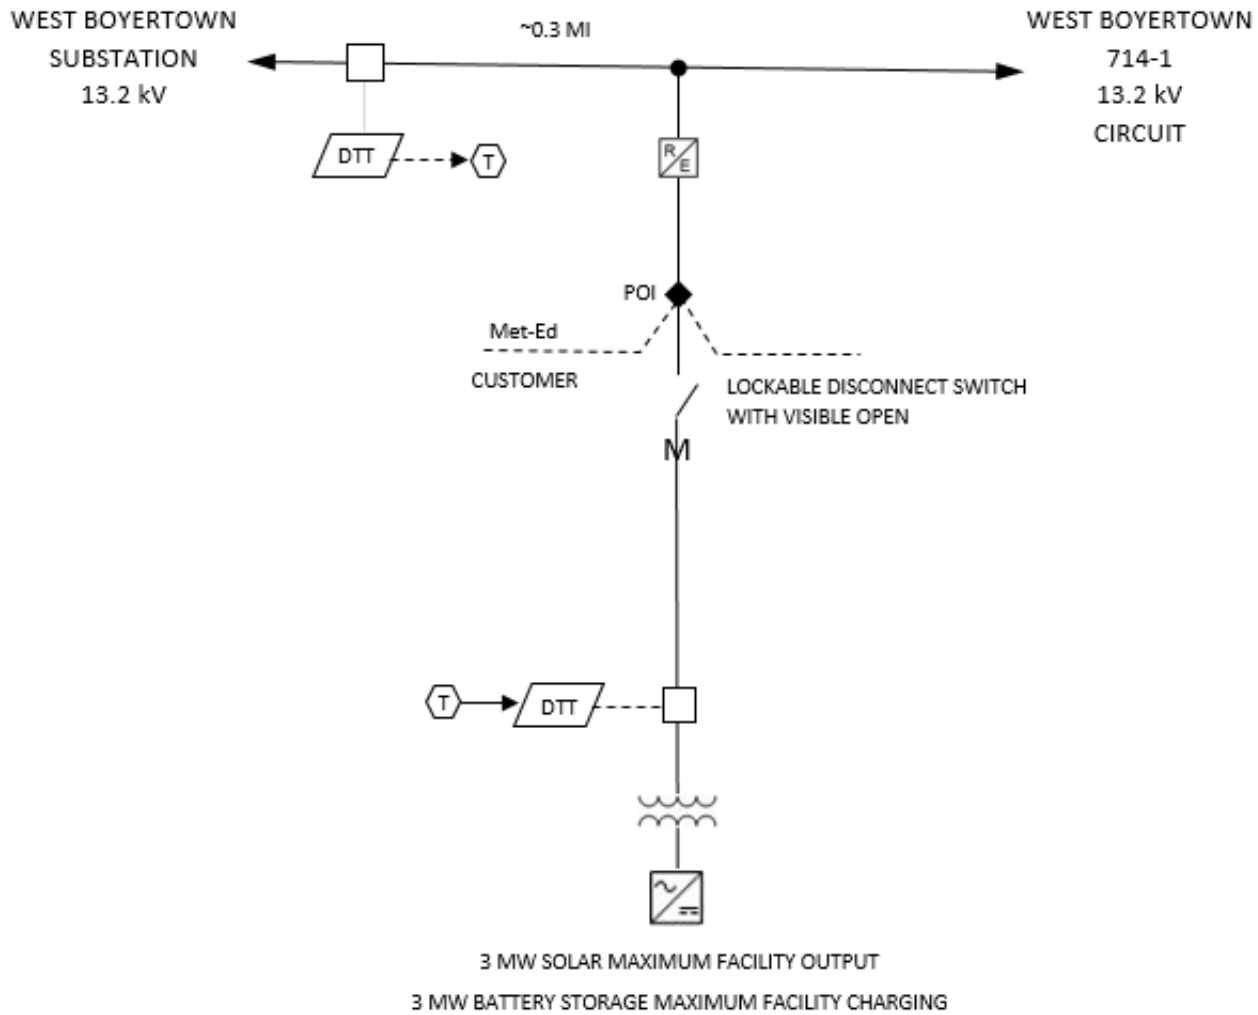 WEST BOYERTOWN
SUBSTATION
13.2 kV
~0.3 MI
WEST BOYERTOWN
714-1
13.2 kV
CIRCUIT
DTT
T
R
E
POI
Met-Ed
CUSTOMER
LOCKABLE DISCONNECT SWITCH
WITH VISIBLE OPEN
M
T
DTT
3 MW SOLAR MAXIMUM FACILITY OUTPUT
3 MW BATTERY STORAGE MAXIMUM FACILITY CHARGING